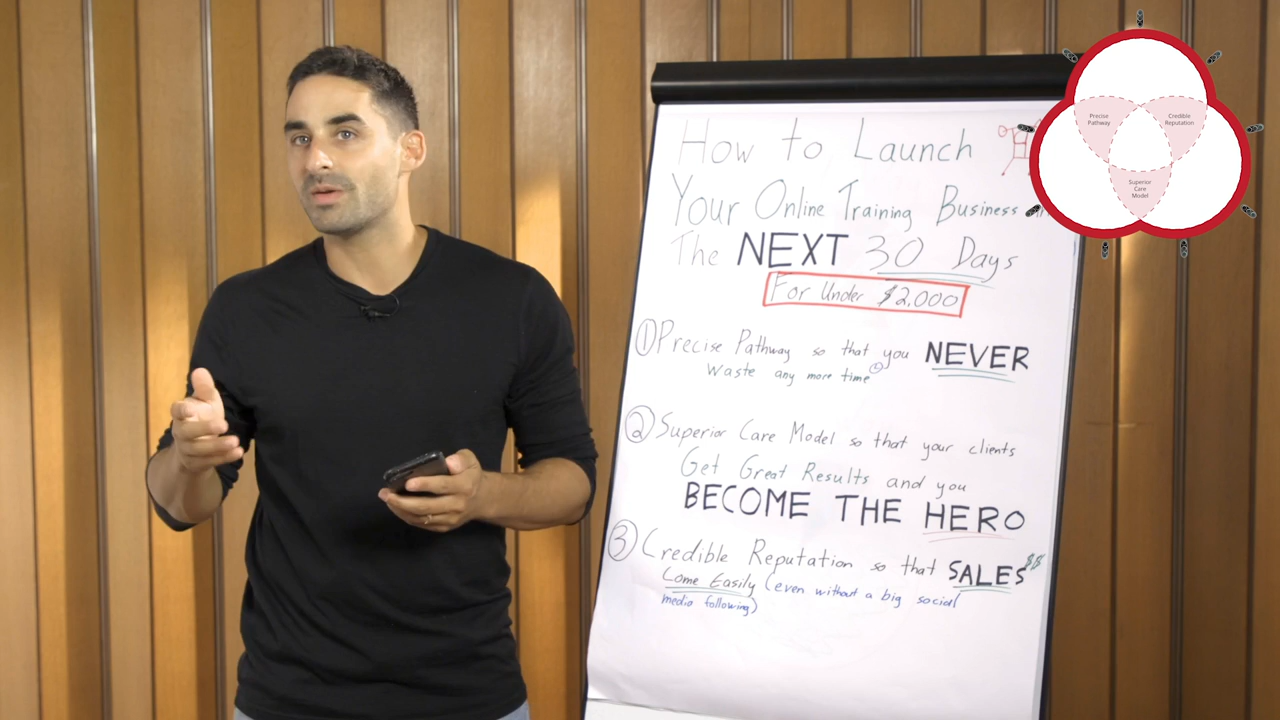 How to Launch
Your Online Training Business
The NEXT 30 Days
For Under $2,000
① Precise Pathway so that you NEVER
Waste any more time
② Superior Care Model so that your clients
Get Great Results and you
BECOME THE HERO
③ Credible Reputation so that SALES $$
Come Easily (even without a big social
media following)
Precise
Pathway
Credible
Reputation
Superior
Care
Model